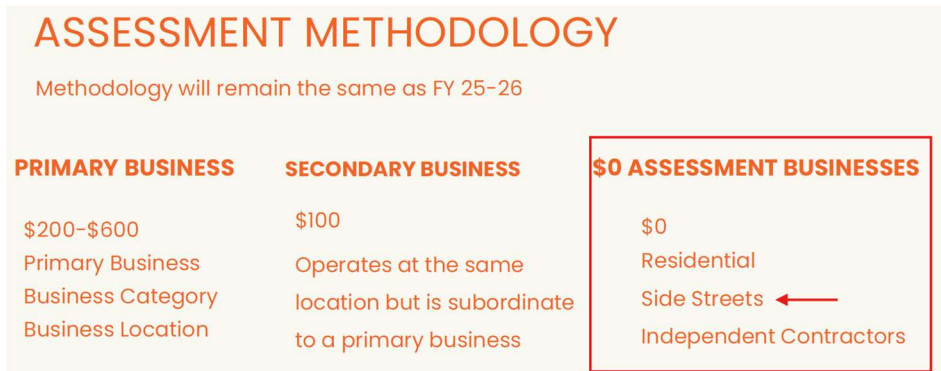 ASSESSMENT METHODOLOGY
Methodology will remain the same as FY 25-26
PRIMARY BUSINESS
$200-$600
Primary Business
Business Category
Business Location
SECONDARY BUSINESS
$100
Operates at the same
location but is subordinate
to a primary business
$0 ASSESSMENT BUSINESSES
$0
Residential
Side Streets
Independent Contractors